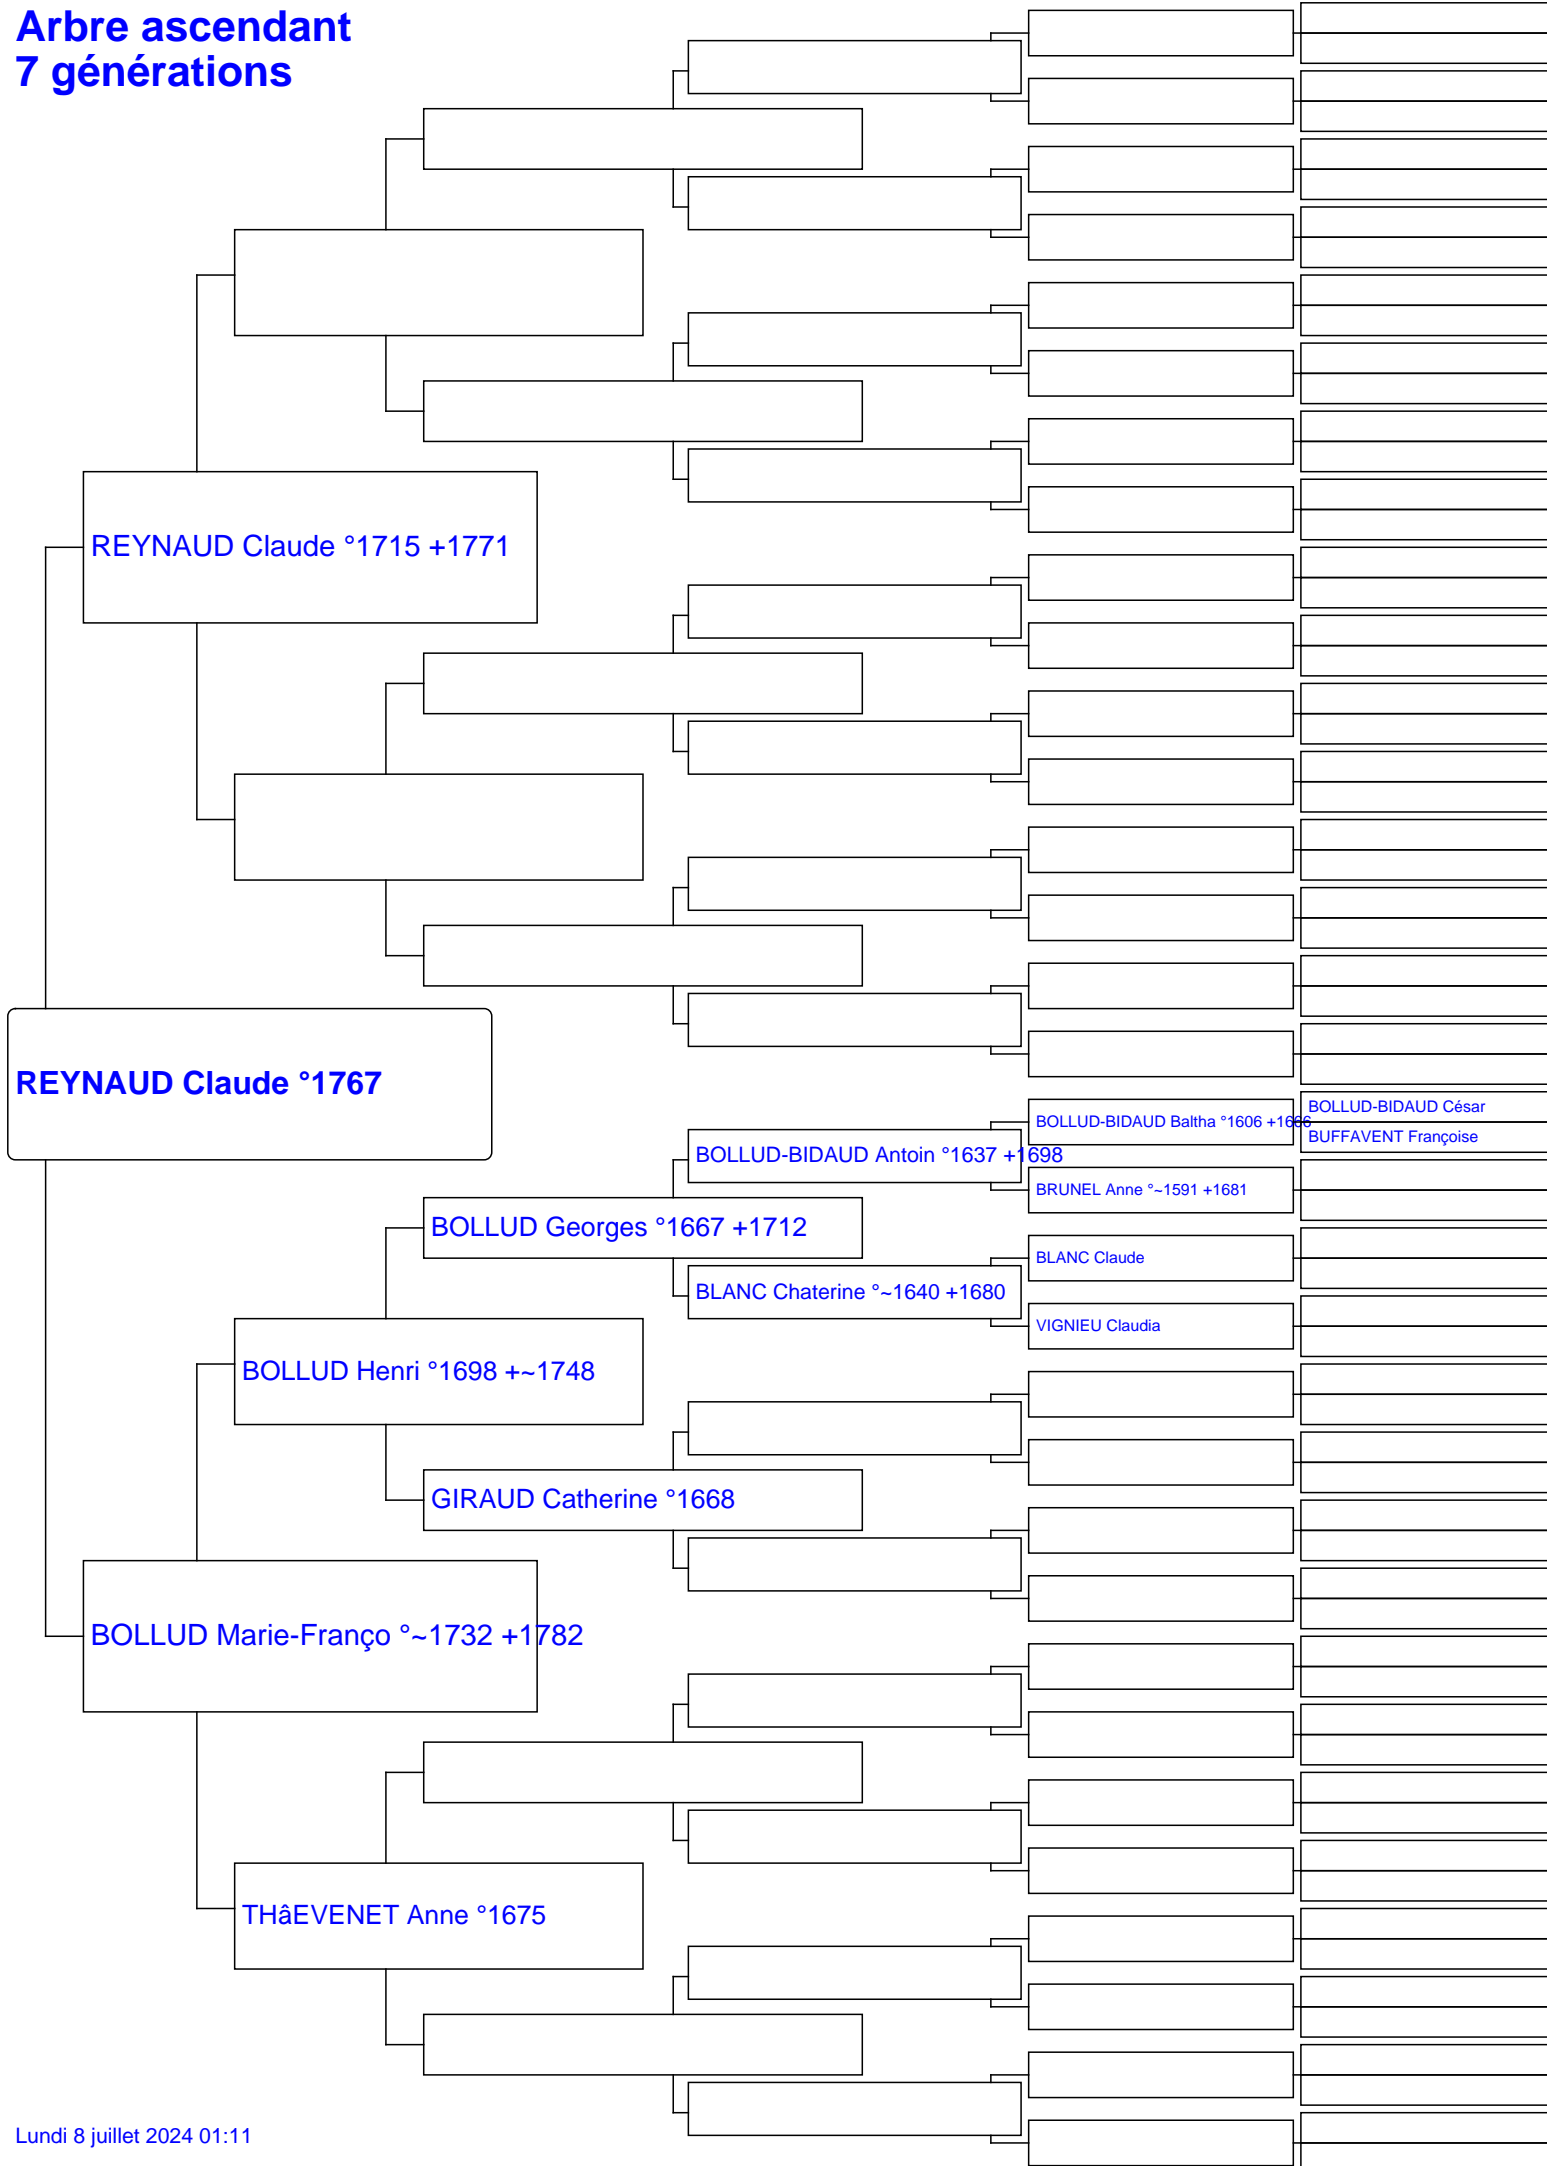 Arbre ascendant
7 générations
REYNAUD Claude °1715 +1771
REYNAUD Claude °1767
BOLLUD-BIDAUD César
BOLLUD-BIDAUD Baltha °1606 +1666
BUFFAVENT Françoise
BOLLUD-BIDAUD Antoin °1637 +1698
BRUNEL Anne °~1591 +1681
BOLLUD Georges °1667 +1712
BLANC Claude
BLANC Chaterine °~1640 +1680
VIGNIEU Claudia
BOLLUD Henri °1698 +~1748
GIRAUD Catherine °1668
BOLLUD Marie-Franço °~1732 +1782
THâEVENET Anne °1675
Lundi 8 juillet 2024 01:11